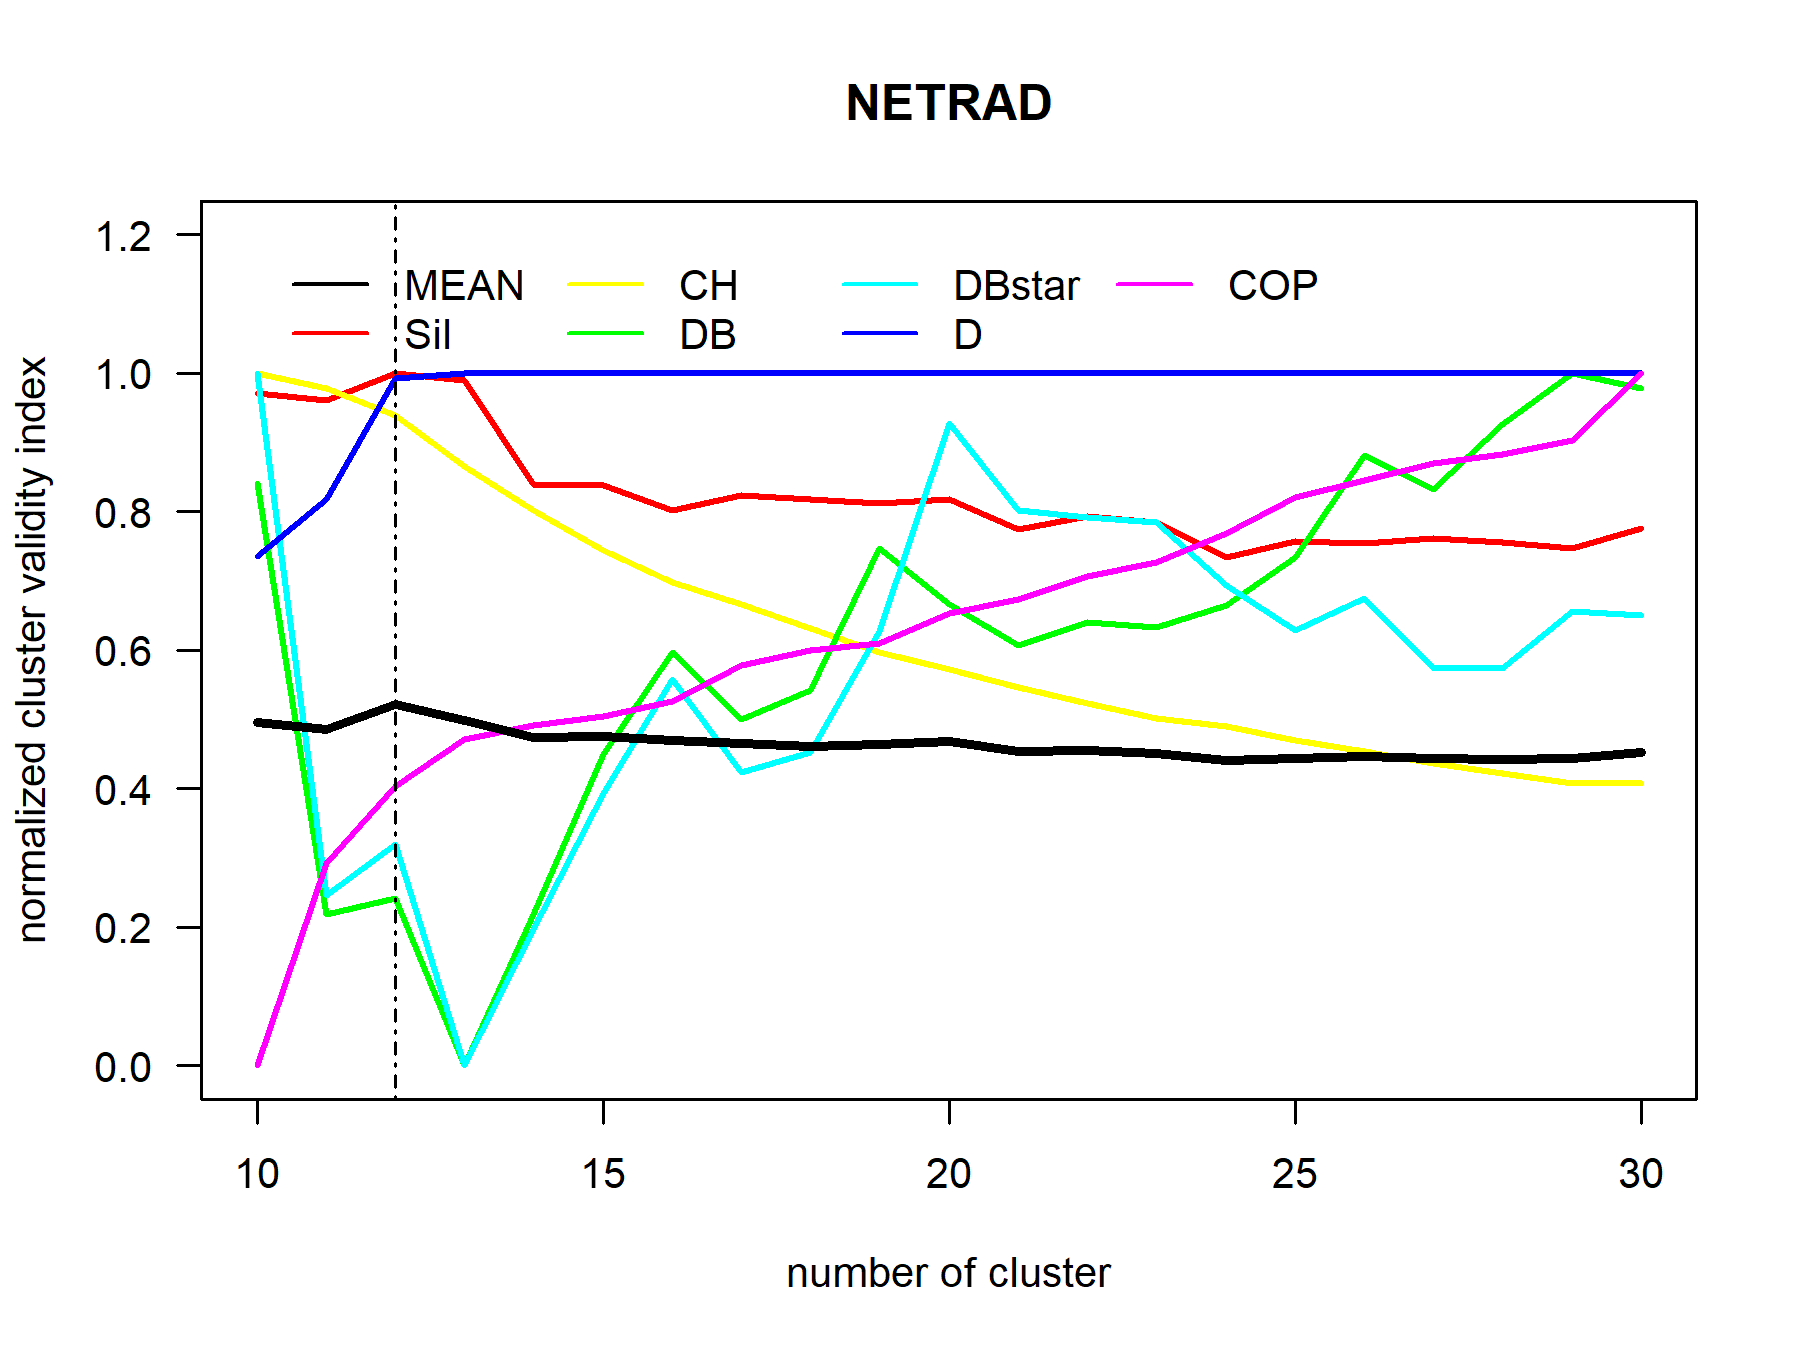 NETRAD
normalized cluster validity index
1.2
1.0
0.8
0.6
0.4
0.2
0.0
MEAN CH DBstar COP
Sil DB D
10 15 20 25 30
number of cluster